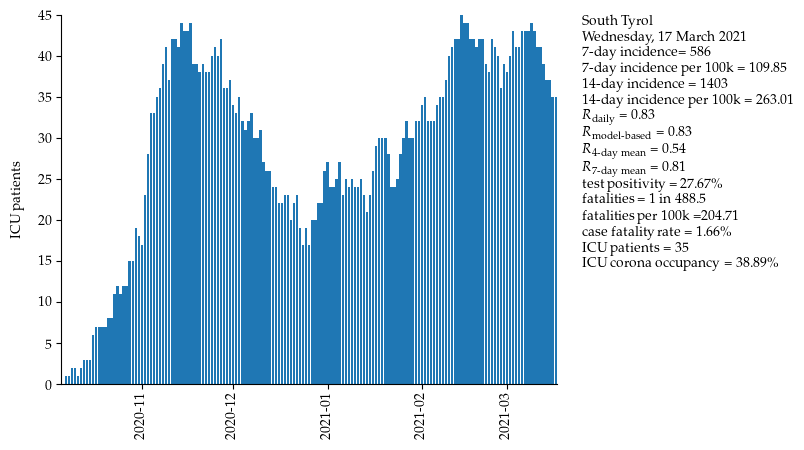 45
40
35
30
25
20
15
10
5
0
ICU patients
2020-11
2020-12
2021-01
2021-02
2021-03
South Tyrol
Wednesday, 17 March 2021
7-day incidence= 586
7-day incidence per 100k = 109.85
14-day incidence = 1403
14-day incidence per 100k = 263.01
R daily = 0.83
R model-based = 0.83
R 4-day mean = 0.54
R 7-day mean = 0.81
test positivity = 27.67%
fatalities = 1 in 488.5
fatalities per 100k =204.71
case fatality rate = 1.66%
ICU patients = 35
ICU corona occupancy = 38.89%